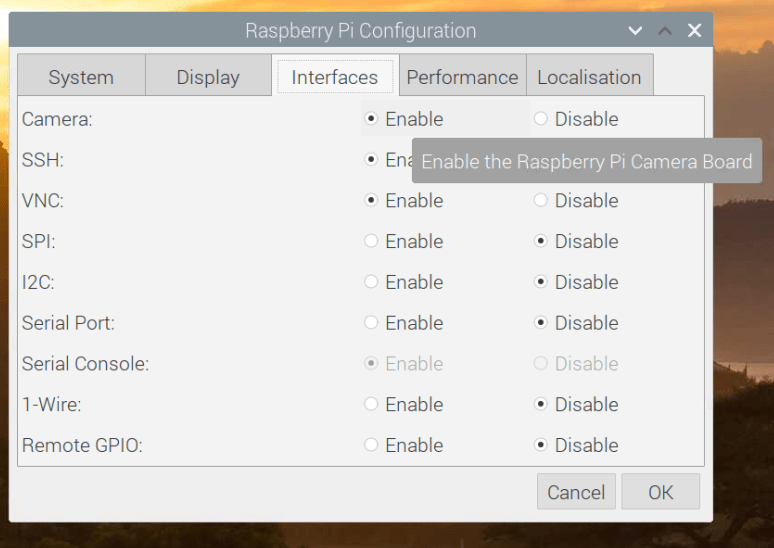 Raspberry Pi Configuration
System Display Interfaces Performance Localisation
Camera: Enable Disable
SSH: Ena
Enable the Raspberry Pi Camera Board
VNC: Enable Disable
SPI: Enable Disable
I2C: Enable Disable
Serial Port: Enable Disable
Serial Console: Enable Disable
1-Wire: Enable Disable
Remote GPIO: Enable Disable
Cancel OK